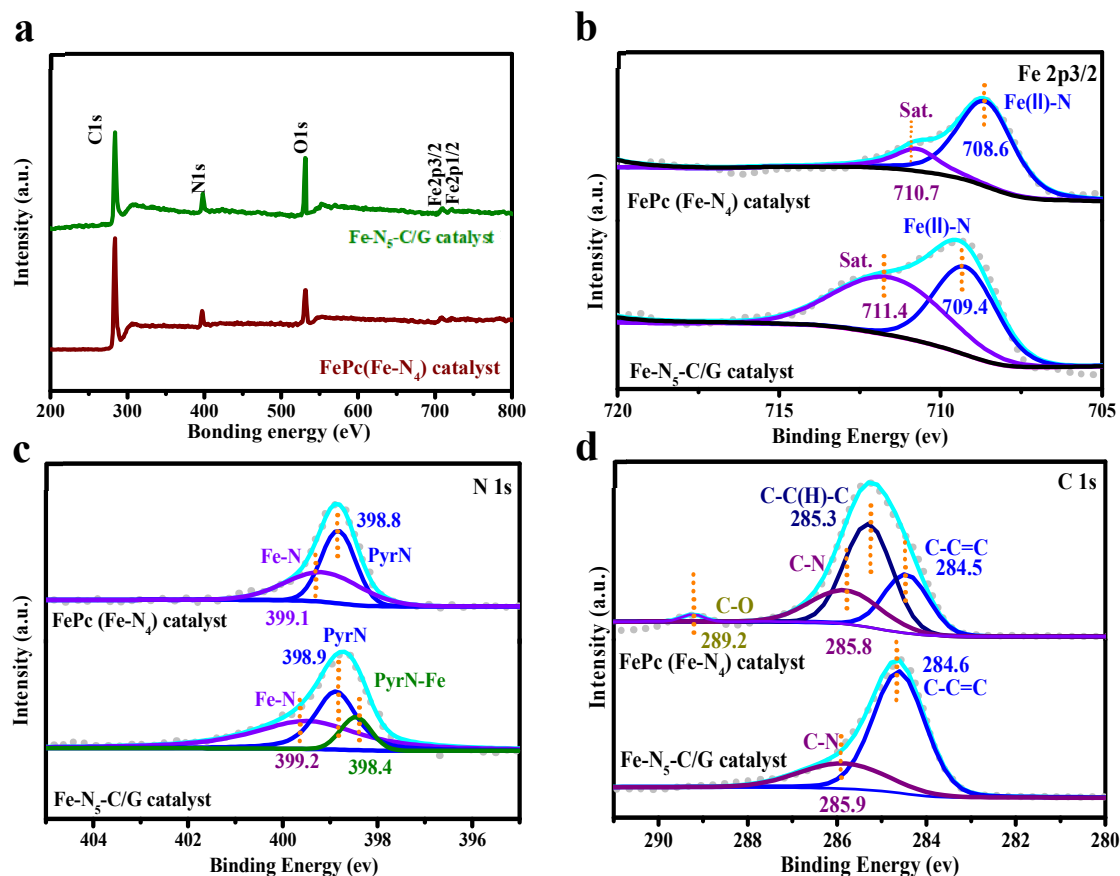 a
C1s
N1s
O1s
Fe2p3/2
Fe2p1/2
Fe-N5-C/G catalyst
FePc(Fe-N4) catalyst
Intensity (a.u.)
200 300 400 500 600 700 800
Bonding energy (eV)
b
Fe 2p3/2
Fe(II)-N
Sat.
708.6
710.7
FePc (Fe-N4) catalyst
Fe(II)-N
Sat.
709.4
711.4
Fe-N5-C/G catalyst
Intensity (a.u.)
720 715 710 705
Binding Energy (ev)
c
N 1s
398.8
Fe-N
PyrN
FePc (Fe-N4) catalyst
399.1
PyrN
398.9
Fe-N
PyrN-Fe
399.2
398.4
Fe-N5-C/G catalyst
Intensity (a.u.)
404 402 400 398 396
Binding Energy (ev)
d
C 1s
C-C(H)-C
285.3
C-C=C
284.5
C-N
C-O
289.2
285.8
FePc (Fe-N4) catalyst
284.6
C-C=C
C-N
Fe-N5-C/G catalyst
285.9
Intensity (a.u.)
290 288 286 284 282 280
Binding Energy (ev)